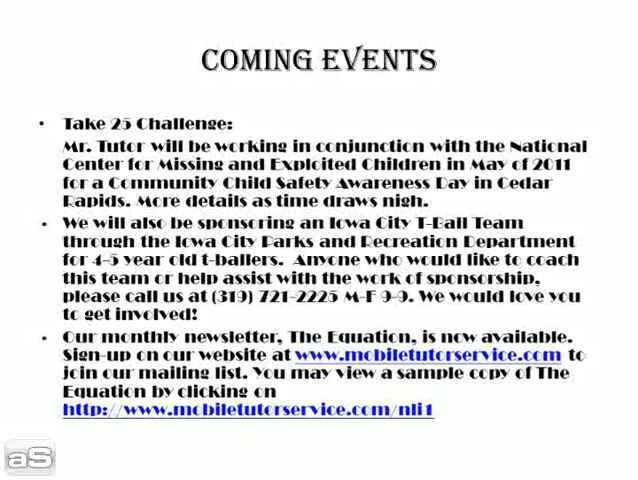 COMING EVENTS
• Take 25 Challenge:
Mr. Tutor will be working in conjunction with the National
Center for Missing and Exploited Children in May of 2011
for a Community Child Safety Awareness Day in Cedar
Rapids. More details as time draws nigh.
• We will also be sponsoring an Iowa City T-Ball Team
through the Iowa City Parks and Recreation Department
for 4-5 year old t-ballers. Anyone who would like to coach
this team or help assist with the work of sponsorship,
please call us at (319) 721-2225 M-F 9-9. We would love you
to get involved!
• Our monthly newsletter, The Equation, is now available.
Sign-up on our website at www.mobiletutorservice.com to
join our mailing list. You may view a sample copy of The
Equation by clicking on
http://www.mobiletutorservice.com/nli1
aS